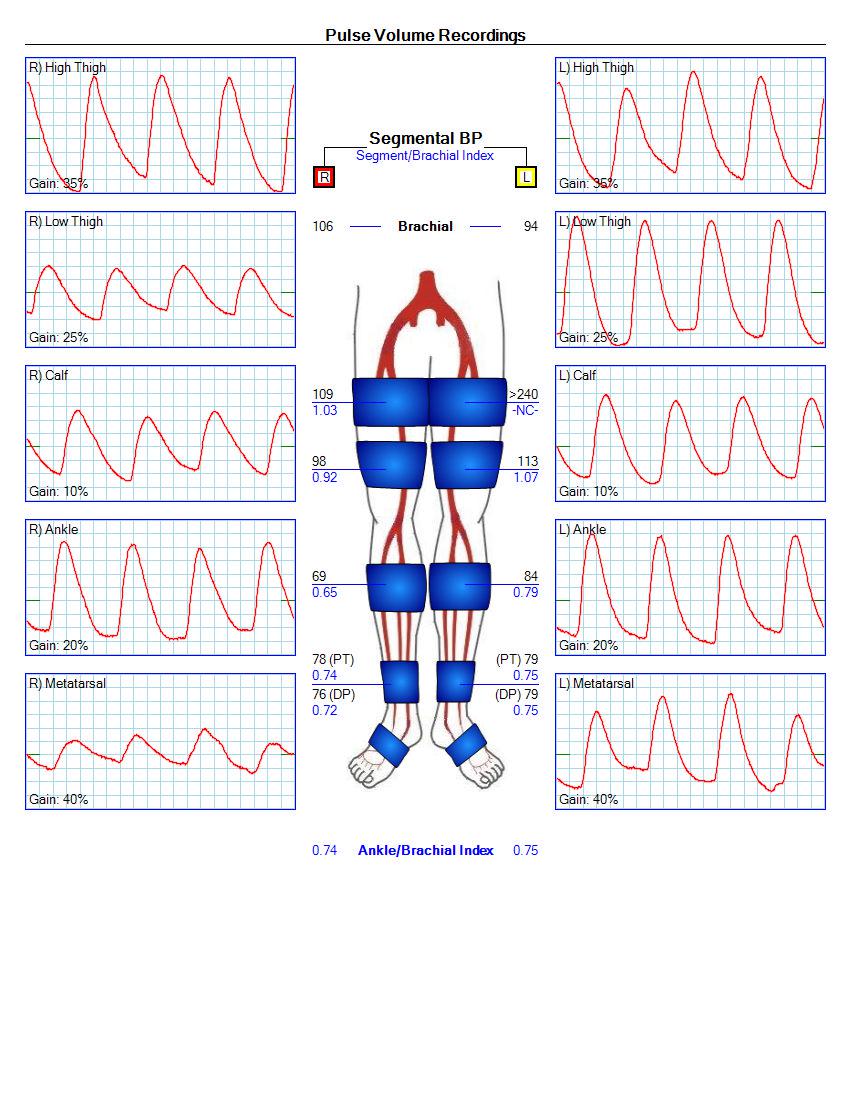 Pulse Volume Recordings
R) High Thigh
Gain: 35%
R) Low Thigh
Gain: 25%
R) Calf
Gain: 10%
R) Ankle
Gain: 20%
R) Metatarsal
Gain: 40%
Segmental BP
Segment/Brachial Index
R
L
106 Brachial 94
109 >240
1.03 -NC-
98 113
0.92 1.07
69 84
0.65 0.79
78 (PT) (PT) 79
0.74 0.75
76 (DP) (DP) 79
0.72 0.75
0.74 Ankle/Brachial Index 0.75
L) High Thigh
Gain: 35%
L) Low Thigh
Gain: 25%
L) Calf
Gain: 10%
L) Ankle
Gain: 20%
L) Metatarsal
Gain: 40%